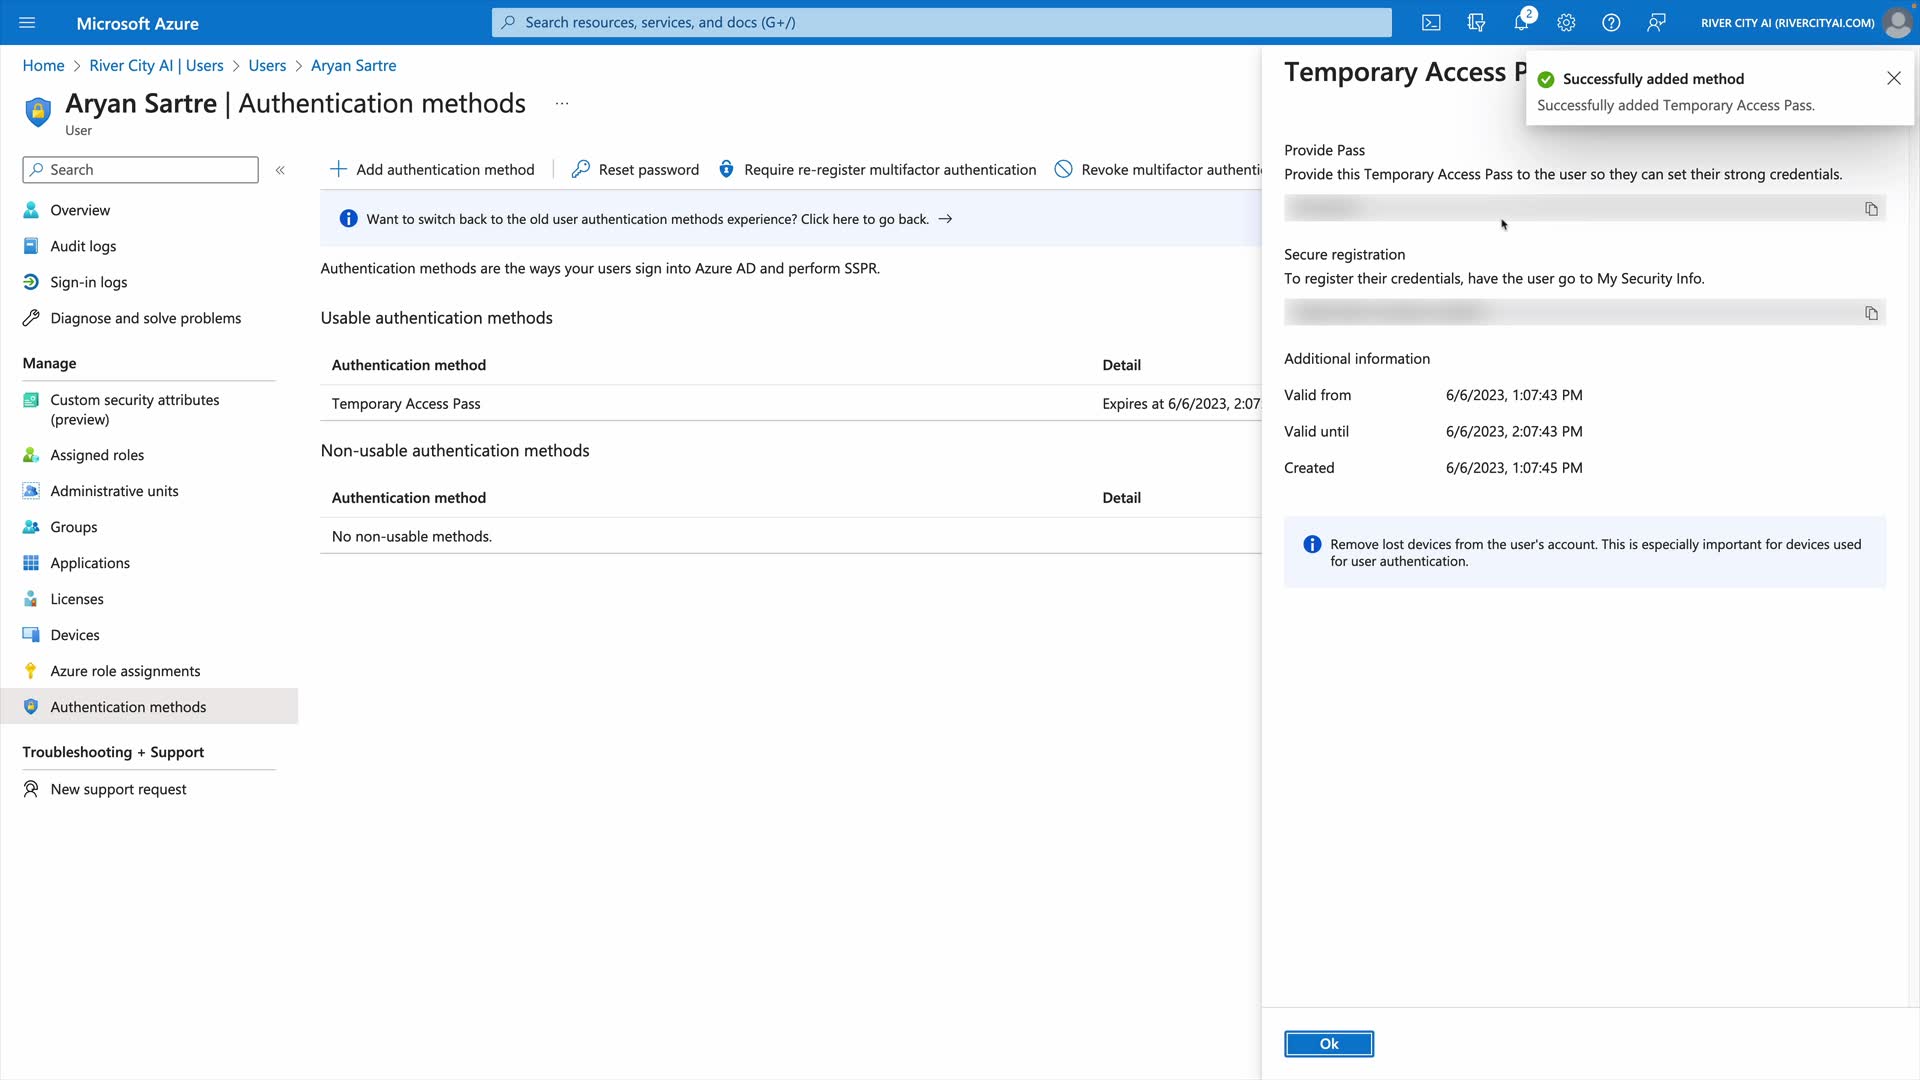 Microsoft Azure
Search resources, services, and docs (G+/)
2
RIVER CITY AI (RIVERCITYAI.COM)
Home > River City AI | Users > Users > Aryan Sartre
Aryan Sartre | Authentication methods ...
User
Search
«
Overview
Audit logs
Sign-in logs
Diagnose and solve problems
Manage
Custom security attributes
(preview)
Assigned roles
Administrative units
Groups
Applications
Licenses
Devices
Azure role assignments
Authentication methods
Troubleshooting + Support
New support request
Add authentication method
Reset password
Require re-register multifactor authentication
Revoke multifactor authenti
Want to switch back to the old user authentication methods experience? Click here to go back. →
Authentication methods are the ways your users sign into Azure AD and perform SSPR.
Usable authentication methods
Authentication method Detail
Temporary Access Pass Expires at 6/6/2023, 2:07
Non-usable authentication methods
Authentication method Detail
No non-usable methods.
Temporary Access P
Successfully added method
Successfully added Temporary Access Pass.
Provide Pass
Provide this Temporary Access Pass to the user so they can set their strong credentials.
Secure registration
To register their credentials, have the user go to My Security Info.
Additional information
Valid from 6/6/2023, 1:07:43 PM
Valid until 6/6/2023, 2:07:43 PM
Created 6/6/2023, 1:07:45 PM
Remove lost devices from the user's account. This is especially important for devices used
for user authentication.
Ok